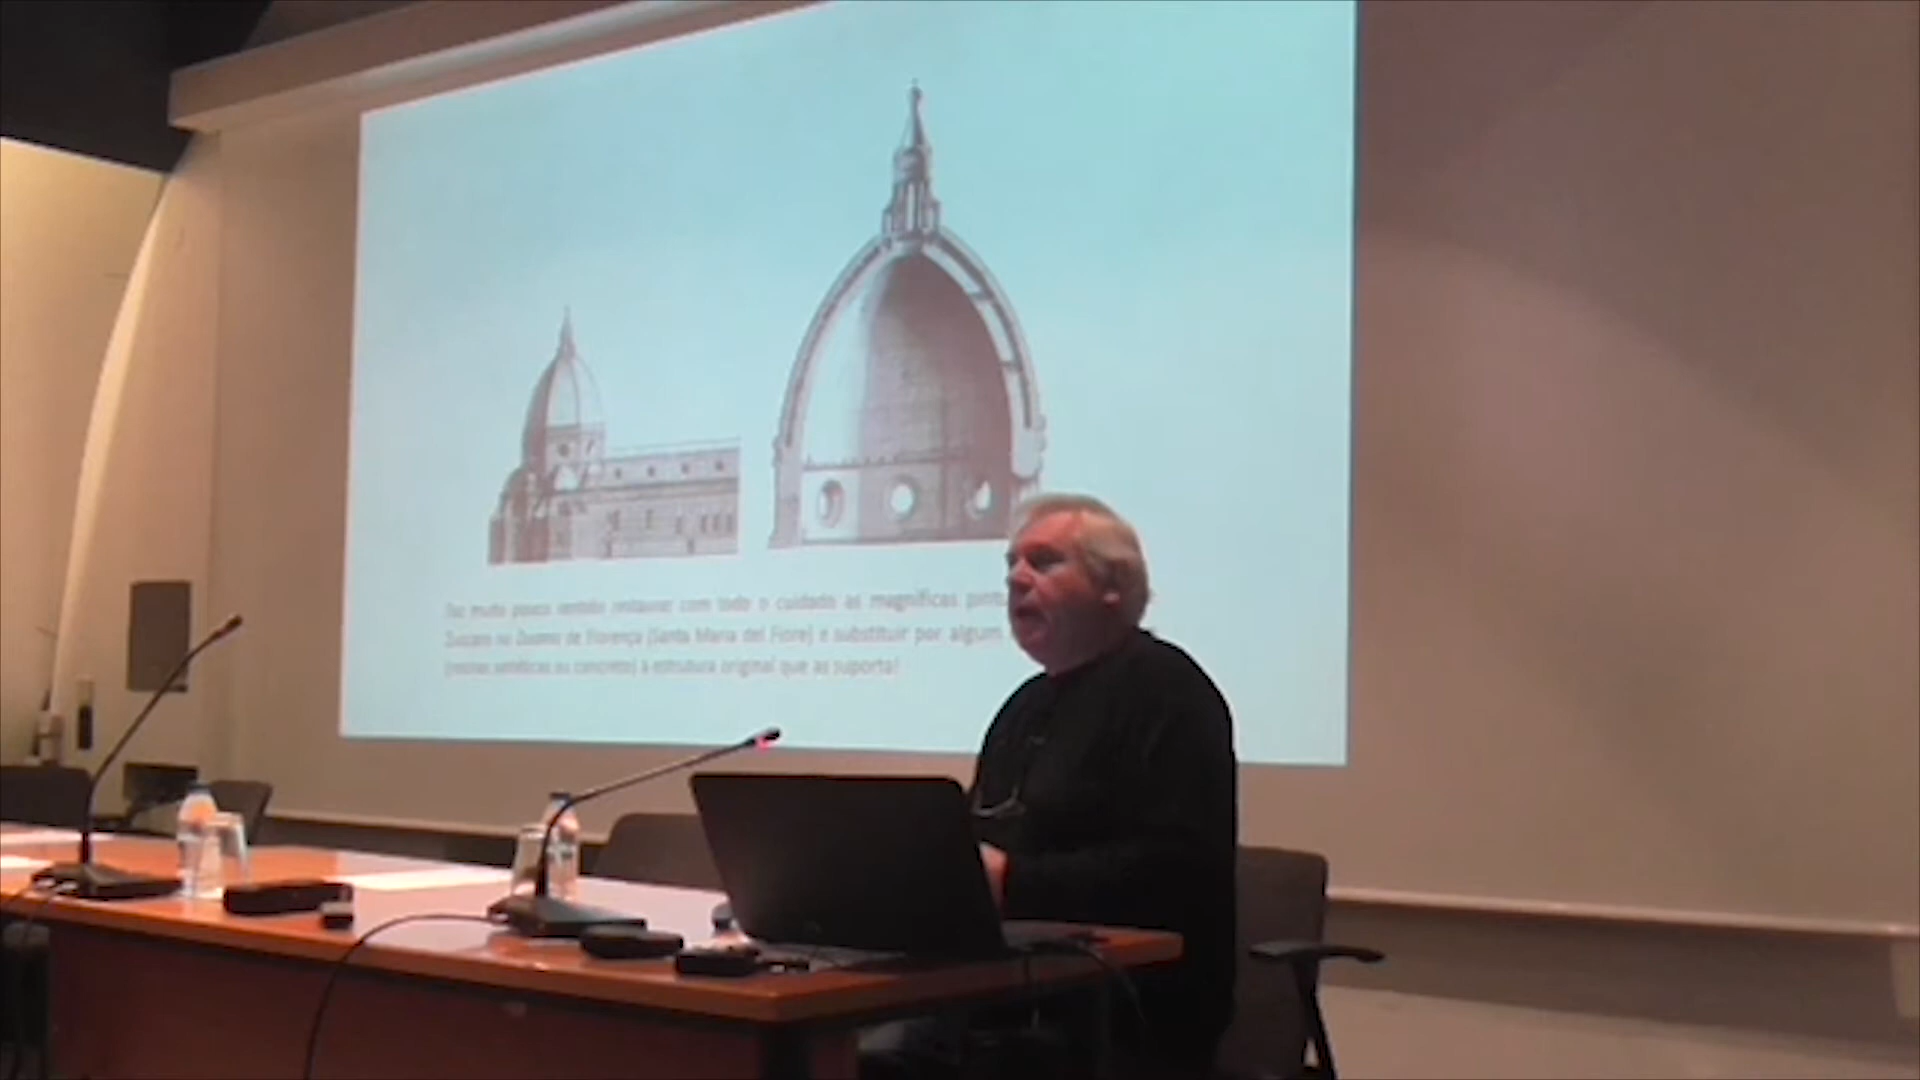 Faz muito pouco sentido restaurar com todo o cuidado as magníficas
Zuccaro no Duomo de Florença (Santa Maria del Fiore) e substituir por algum
(resinas sintéticas ou concreto) a estrutura original que as suporta!